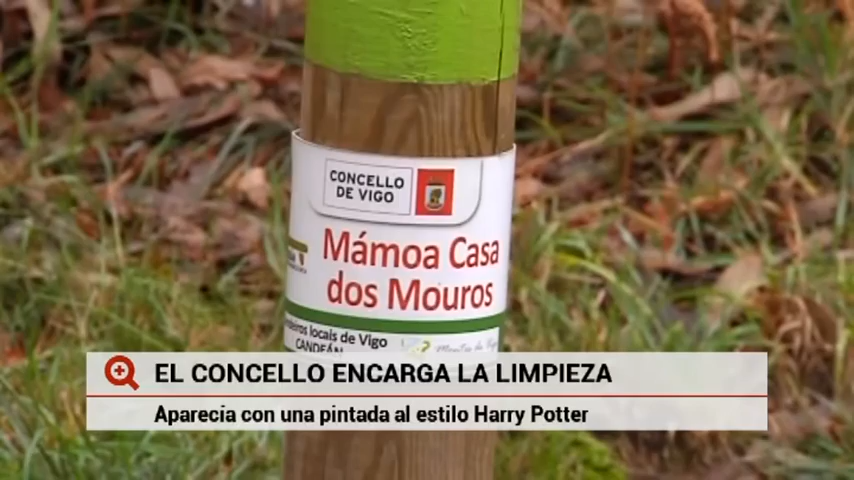 CONCELLO
DE VIGO
Mámoa Casa
dos Mouros
locais de Vigo
CANDEÁN
EL CONCELLO ENCARGA LA LIMPIEZA
Aparecía con una pintada al estilo Harry Potter